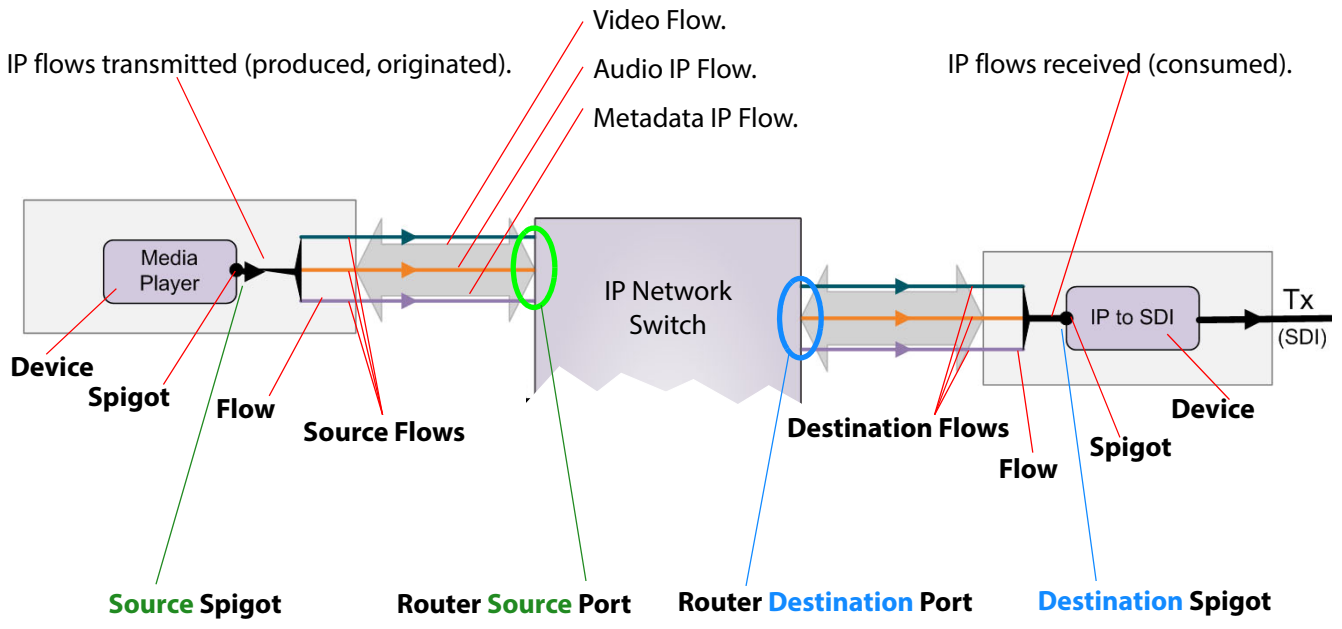 Video Flow.
IP flows transmitted (produced, originated).
Audio IP Flow.
IP flows received (consumed).
Metadata IP Flow.
Media
Player
IP Network
Switch
IP to SDI
Tx
(SDI)
Device
Spigot
Flow
Source Flows
Destination Flows
Flow
Spigot
Device
Source Spigot
Router Source Port
Router Destination Port
Destination Spigot